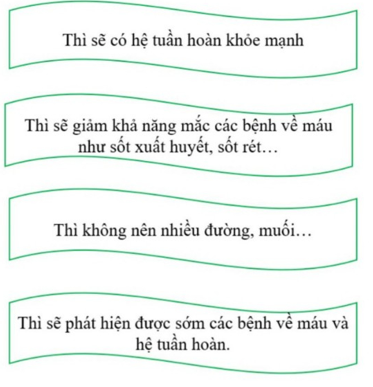 Thì sẽ có hệ tuần hoàn khỏe mạnh
Thì sẽ giảm khả năng mắc các bệnh về máu
như sốt xuất huyết, sốt rét…
Thì không nên nhiều đường, muối…
Thì sẽ phát hiện được sớm các bệnh về máu và
hệ tuần hoàn.